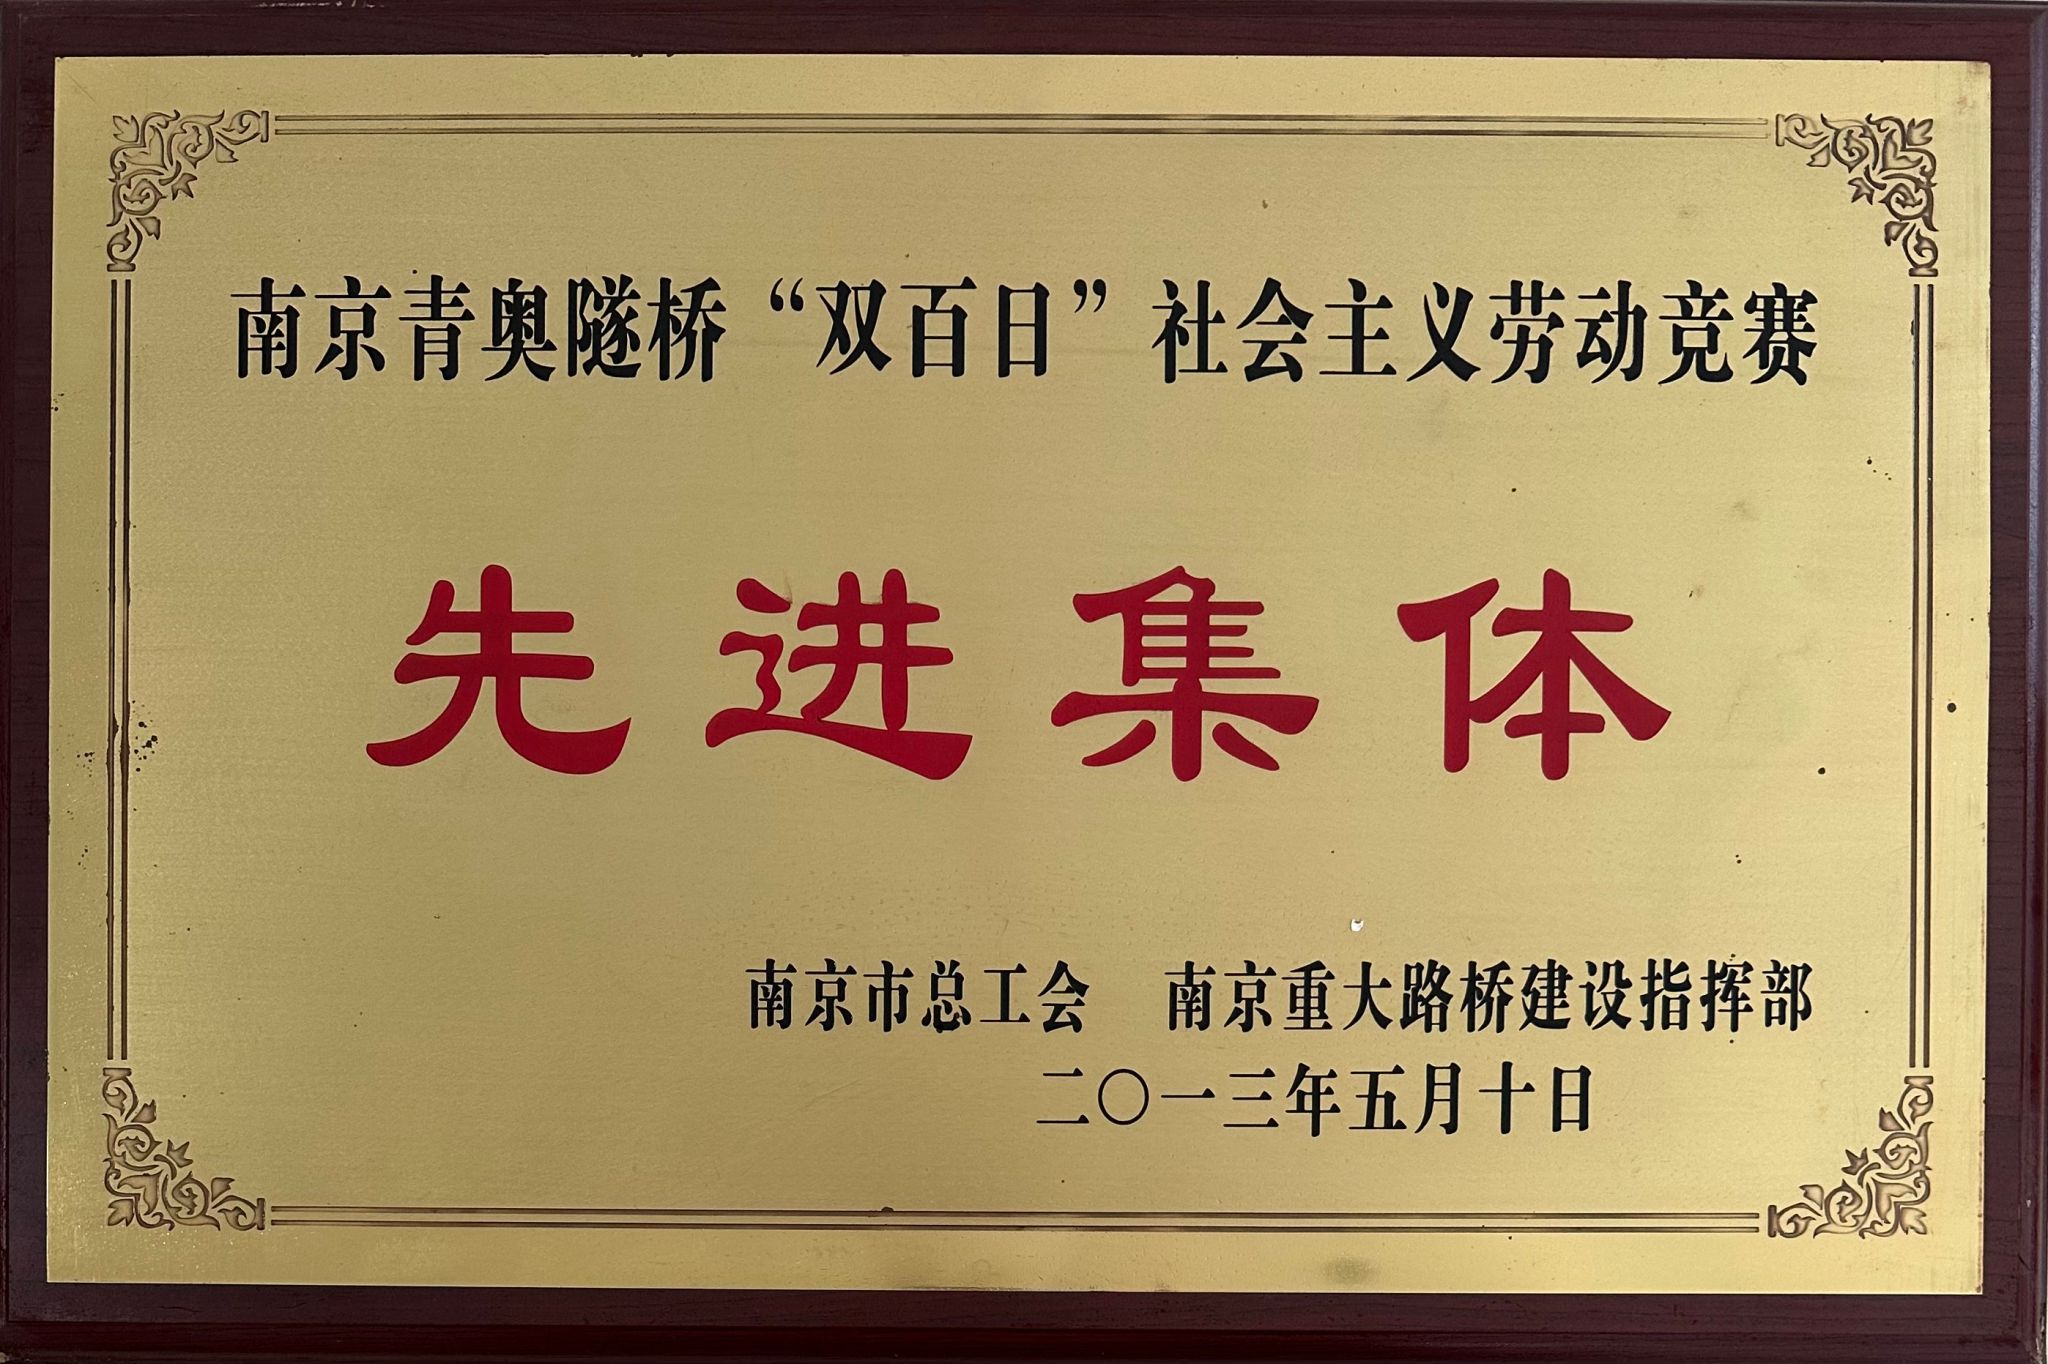 南京青奥隧桥“双百日”社会主义劳动竞赛
先进集体
南京市总工会 南京重大路桥建设指挥部
二〇一三年五月十日